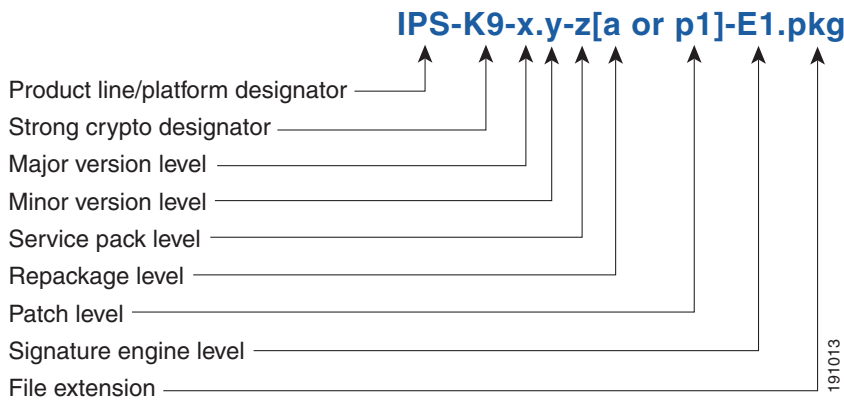 IPS-K9-x.y-z[a or p1]-E1.pkg
Product line/platform designator
Strong crypto designator
Major version level
Minor version level
Service pack level
Repackage level
Patch level
Signature engine level
File extension
191013